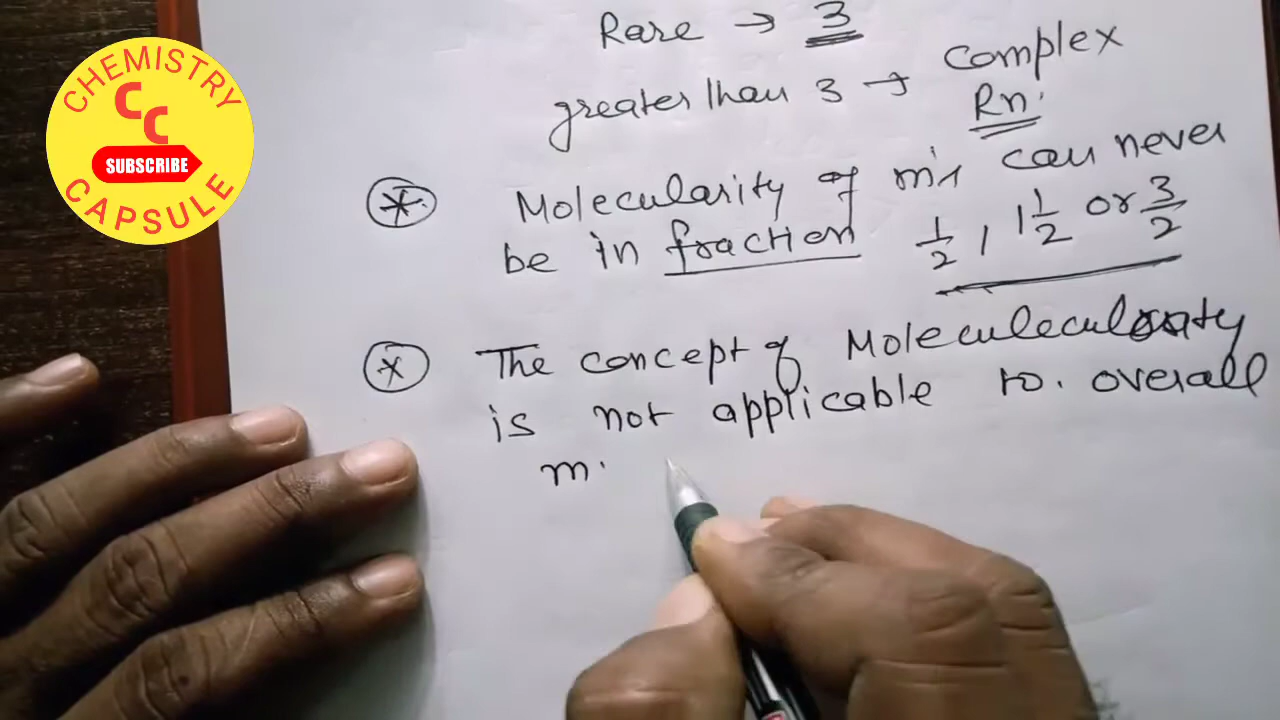 CHEMISTRY
CC
SUBSCRIBE
CAPSULE
Rare → 3
greater than 3 → complex
Rn.
* Molecularity of can never
be in fraction 1/2, 1 1/2 or 3/2
* The concept of Moleculecularity
is not applicable to. overall